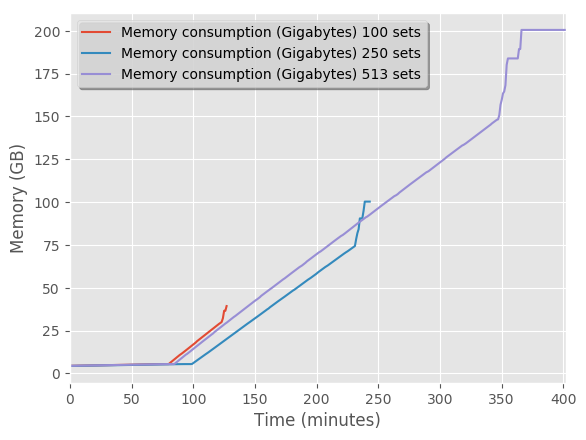 Memory consumption (Gigabytes) 100 sets
Memory consumption (Gigabytes) 250 sets
Memory consumption (Gigabytes) 513 sets
200
175
150
125
100
75
50
25
0
Memory (GB)
0 50 100 150 200 250 300 350 400
Time (minutes)